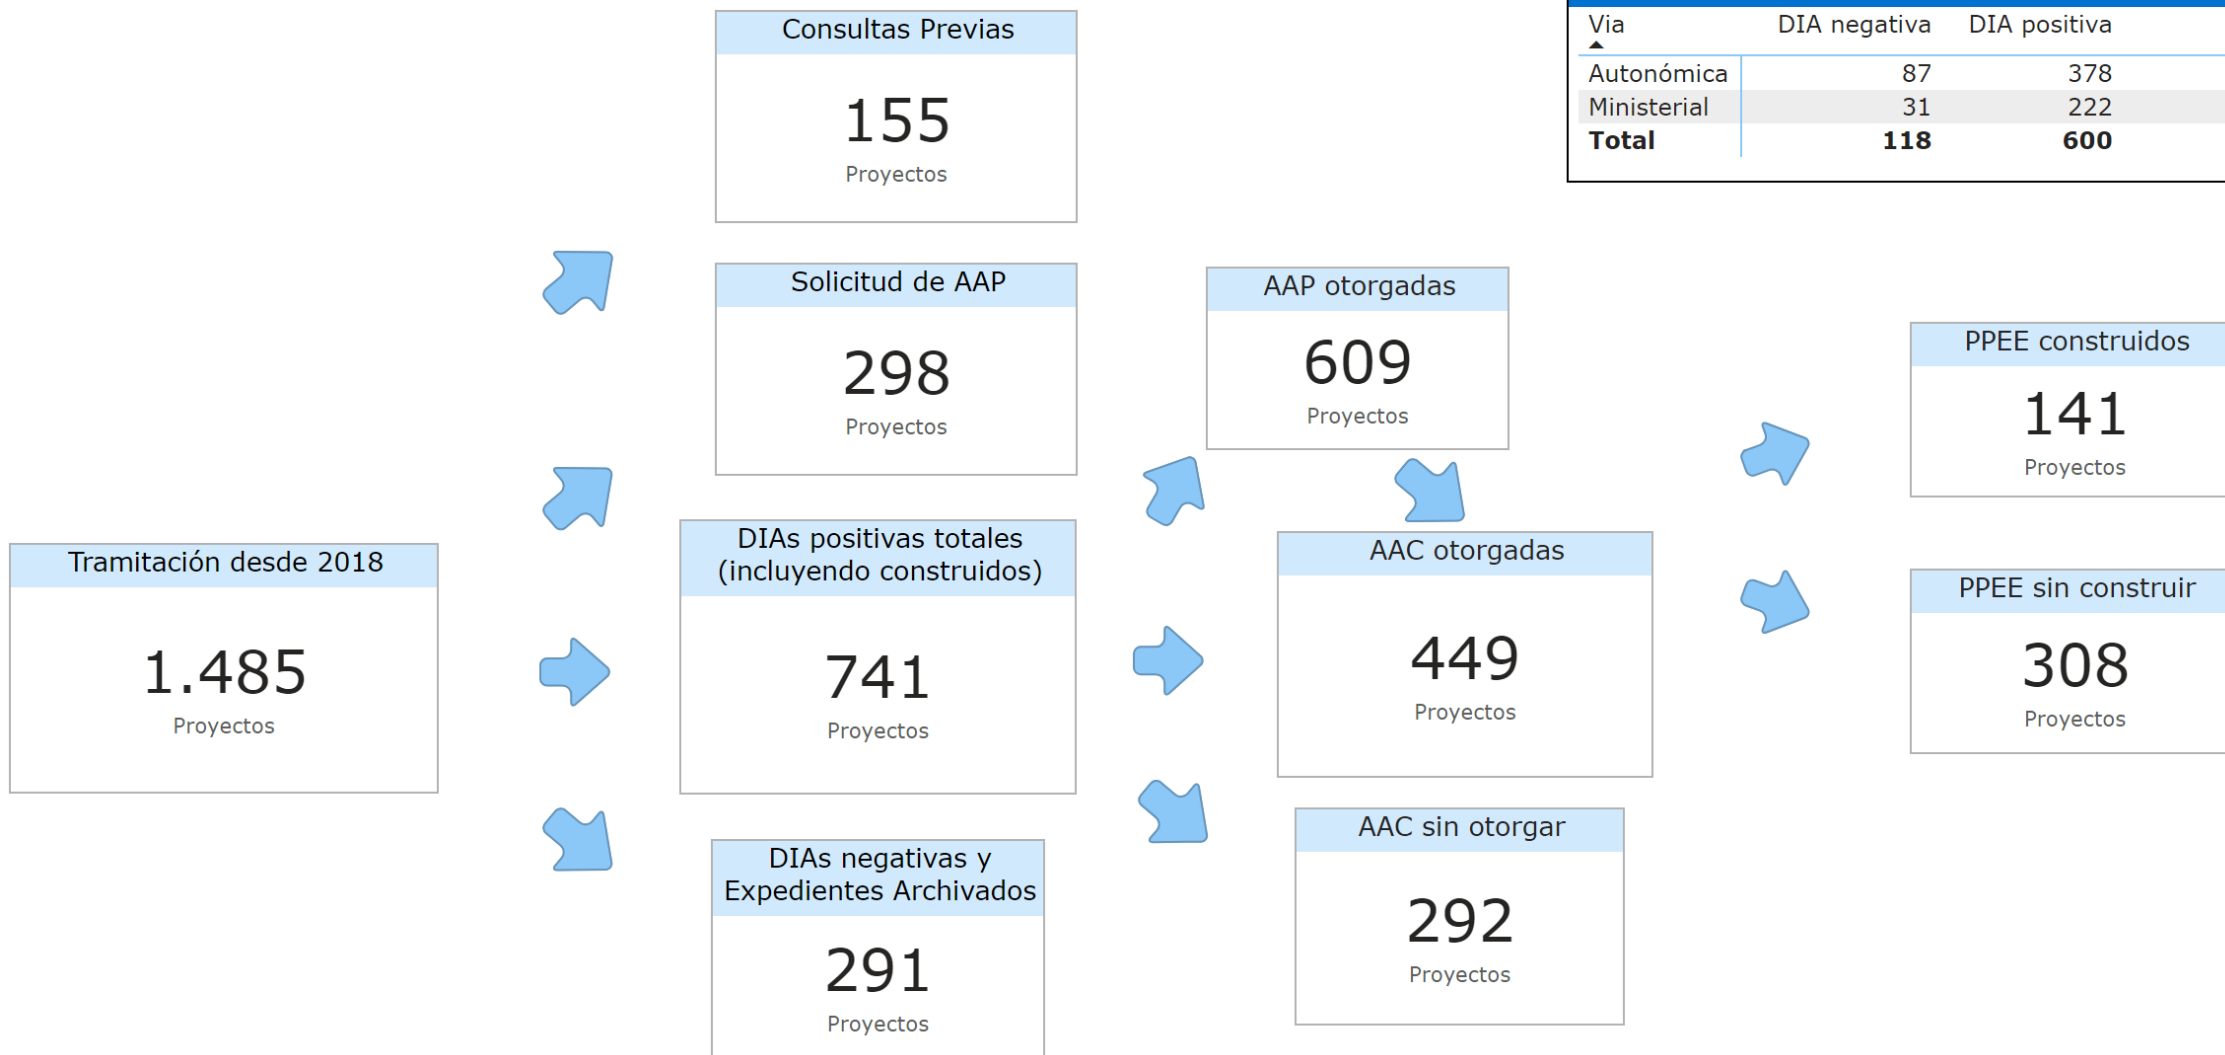 Consultas Previas
155
Proyectos
Via DIA negativa DIA positiva
Autonómica 87 378
Ministerial 31 222
Total 118 600
Solicitud de AAP
298
Proyectos
AAP otorgadas
609
Proyectos
PPEE construidos
141
Proyectos
Tramitación desde 2018
1.485
Proyectos
DIAs positivas totales
(incluyendo construidos)
741
Proyectos
AAC otorgadas
449
Proyectos
PPEE sin construir
308
Proyectos
DIAs negativas y
Expedientes Archivados
291
Proyectos
AAC sin otorgar
292
Proyectos